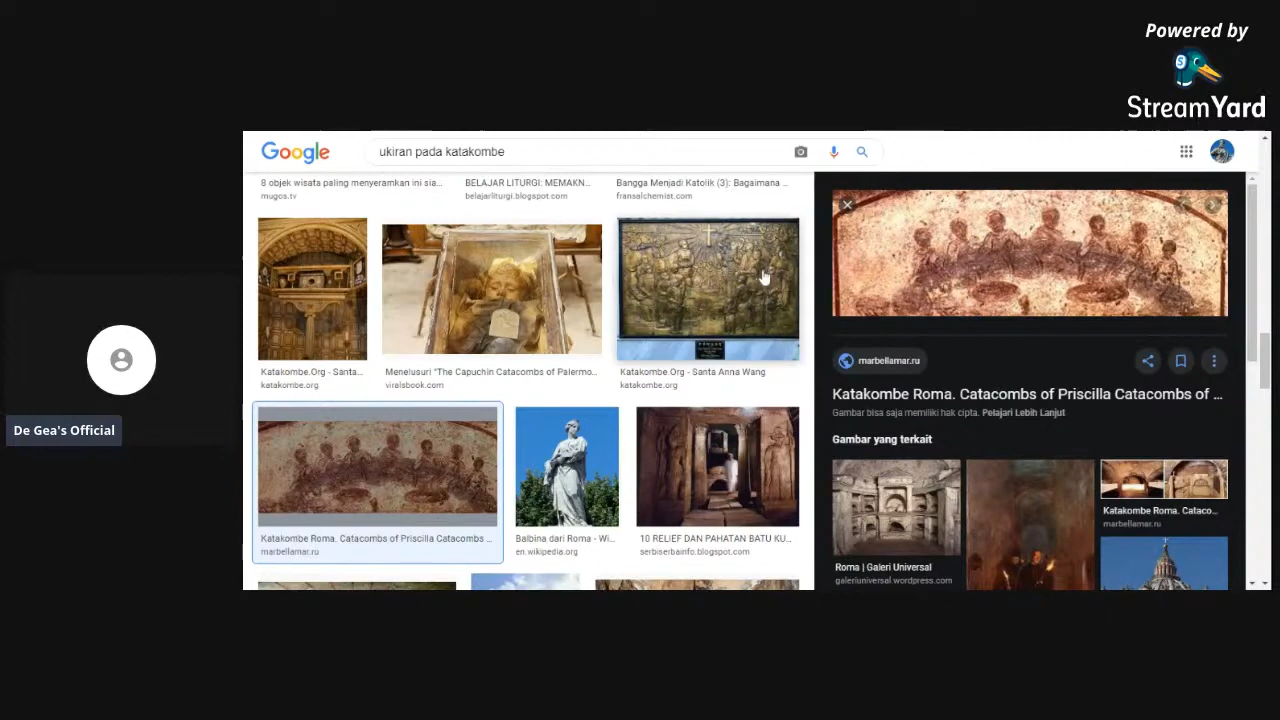 Powered by
S
StreamYard
Google
ukiran pada katakombe
8 objek wisata paling menyeramkan ini sia...
mugos.tv
BELAJAR LITURGI: MEMAKN...
belajarliturgi.blogspot.com
Bangga Menjadi Katolik (3): Bagaimana ...
fransalchemist.com
Katakombe.Org - Santa...
katakombe.org
Menelusuri "The Capuchin Catacombs of Palermo...
viralsbook.com
Katakombe.Org - Santa Anna Wang
katakombe.org
Katakombe Roma. Catacombs of Priscilla Catacombs ...
marbellamar.ru
Balbina dari Roma - Wi...
en.wikipedia.org
10 RELIEF DAN PAHATAN BATU KU...
serbiserbainfo.blogspot.com
marbellamar.ru
Katakombe Roma. Catacombs of Priscilla Catacombs of ...
Gambar bisa saja memiliki hak cipta. Pelajari Lebih Lanjut
Gambar yang terkait
Roma | Galeri Universal
galeriuniversal.wordpress.com
Katakombe Roma. Cataco...
marbellamar.ru
De Gea's Official